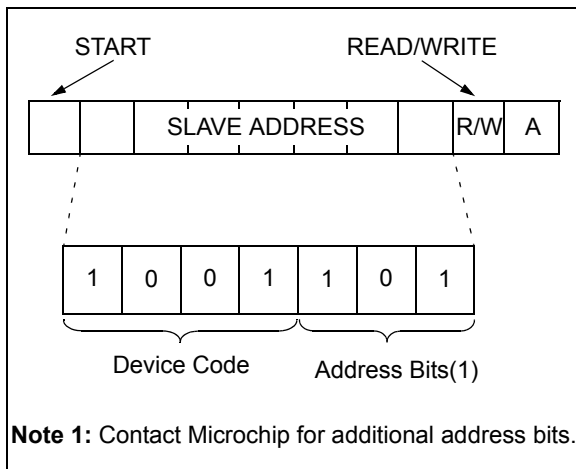 START READ/WRITE
SLAVE ADDRESS R/W A
1 0 0 1 1 0 1
Device Code Address Bits(1)
Note 1: Contact Microchip for additional address bits.